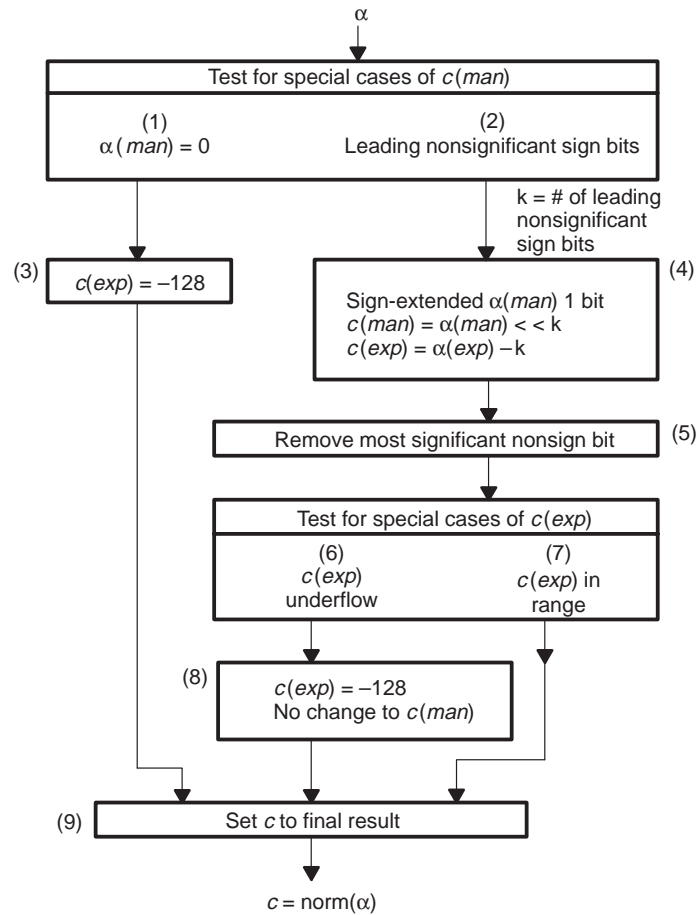 α
Test for special cases of c(man)
(1)
α(man) = 0
(2)
Leading nonsignificant sign bits
k = # of leading
nonsignificant
sign bits
(3)
c(exp) = –128
(4)
Sign-extended α(man) 1 bit
c(man) = α(man) < < k
c(exp) = α(exp) – k
Remove most significant nonsign bit
(5)
Test for special cases of c(exp)
(6)
c(exp)
underflow
(7)
c(exp) in
range
(8)
c(exp) = –128
No change to c(man)
(9)
Set c to final result
c = norm(α)